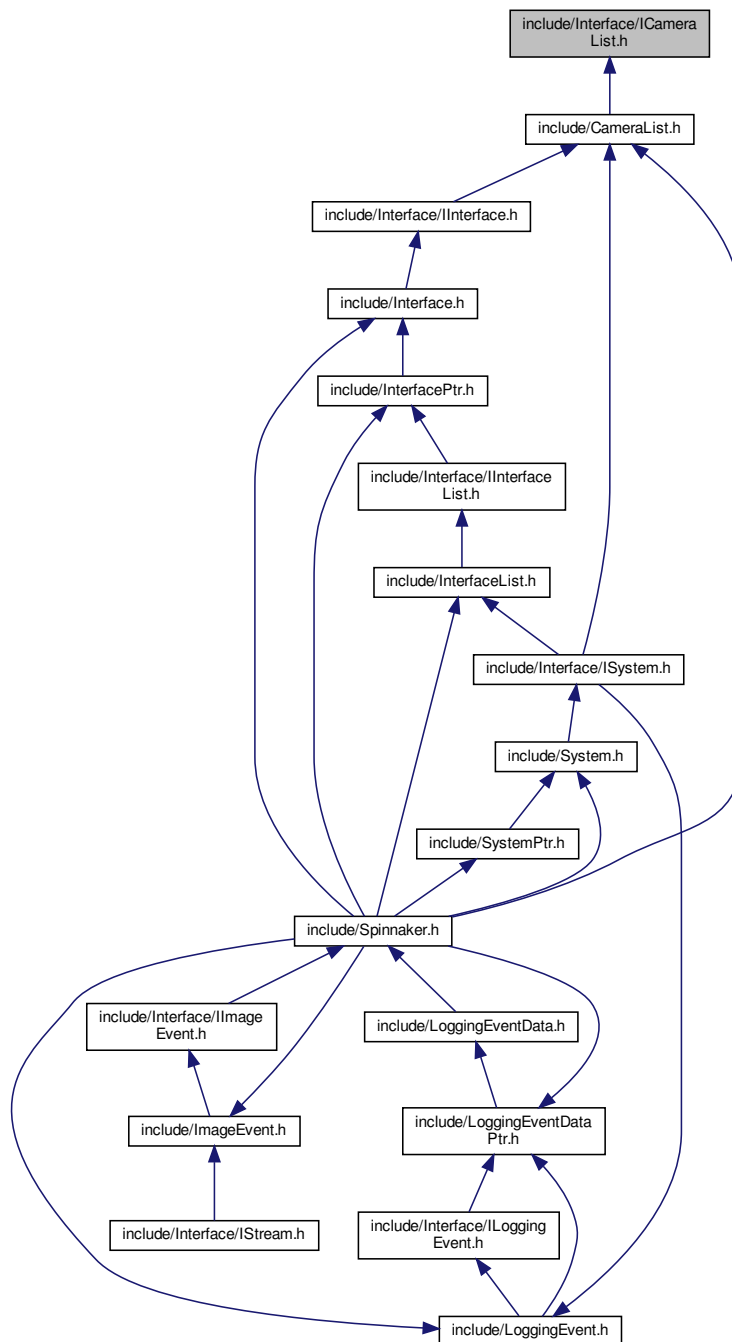 include/Interface/ICamera
List.h
include/CameraList.h
include/Interface/IInterface.h
include/Interface.h
include/InterfacePtr.h
include/Interface/IInterface
List.h
include/InterfaceList.h
include/Interface/ISystem.h
include/System.h
include/SystemPtr.h
include/Spinnaker.h
include/Interface/IImage
Event.h
include/LoggingEventData.h
include/ImageEvent.h
include/LoggingEventData
Ptr.h
include/Interface/IStream.h
include/Interface/ILogging
Event.h
include/LoggingEvent.h